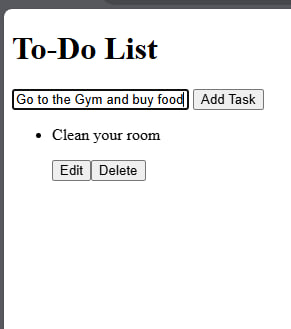 To-Do List
Go to the Gym and buy food Add Task
Clean your room
Edit Delete